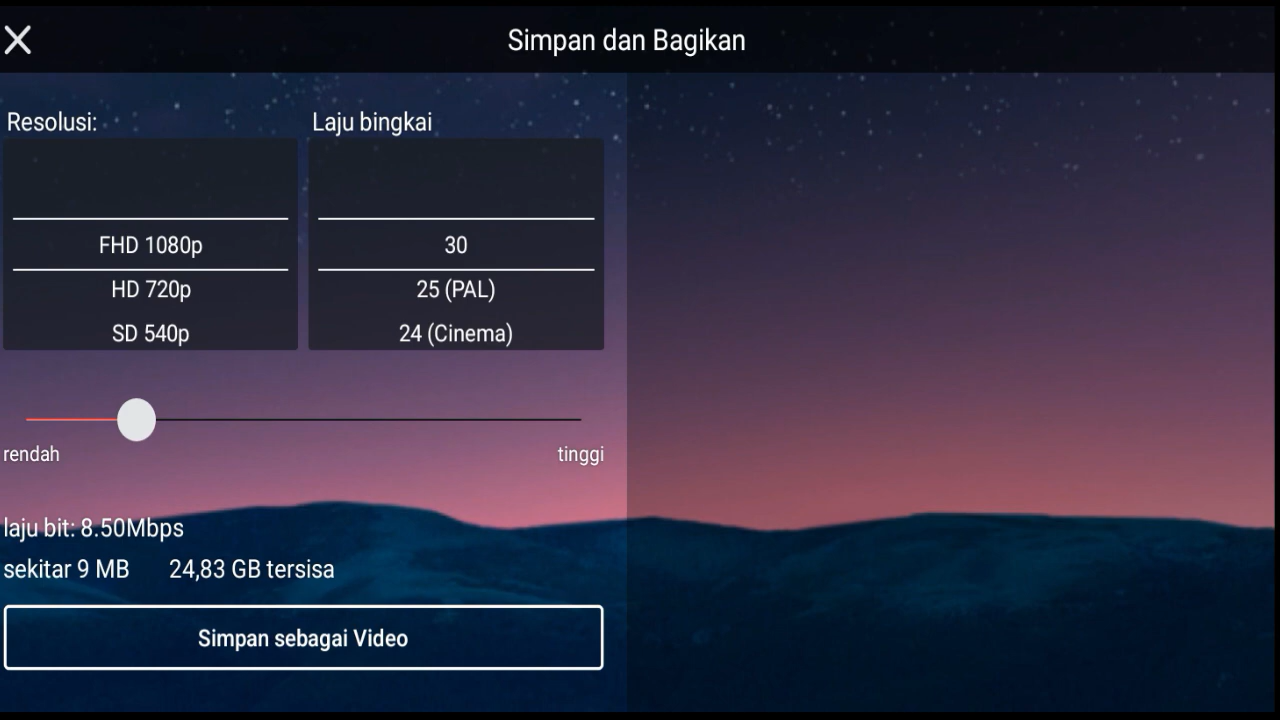 Simpan dan Bagikan
Resolusi:
Laju bingkai
FHD 1080p
HD 720p
SD 540p
30
25 (PAL)
24 (Cinema)
rendah
tinggi
laju bit: 8.50Mbps
sekitar 9 MB 24,83 GB tersisa
Simpan sebagai Video